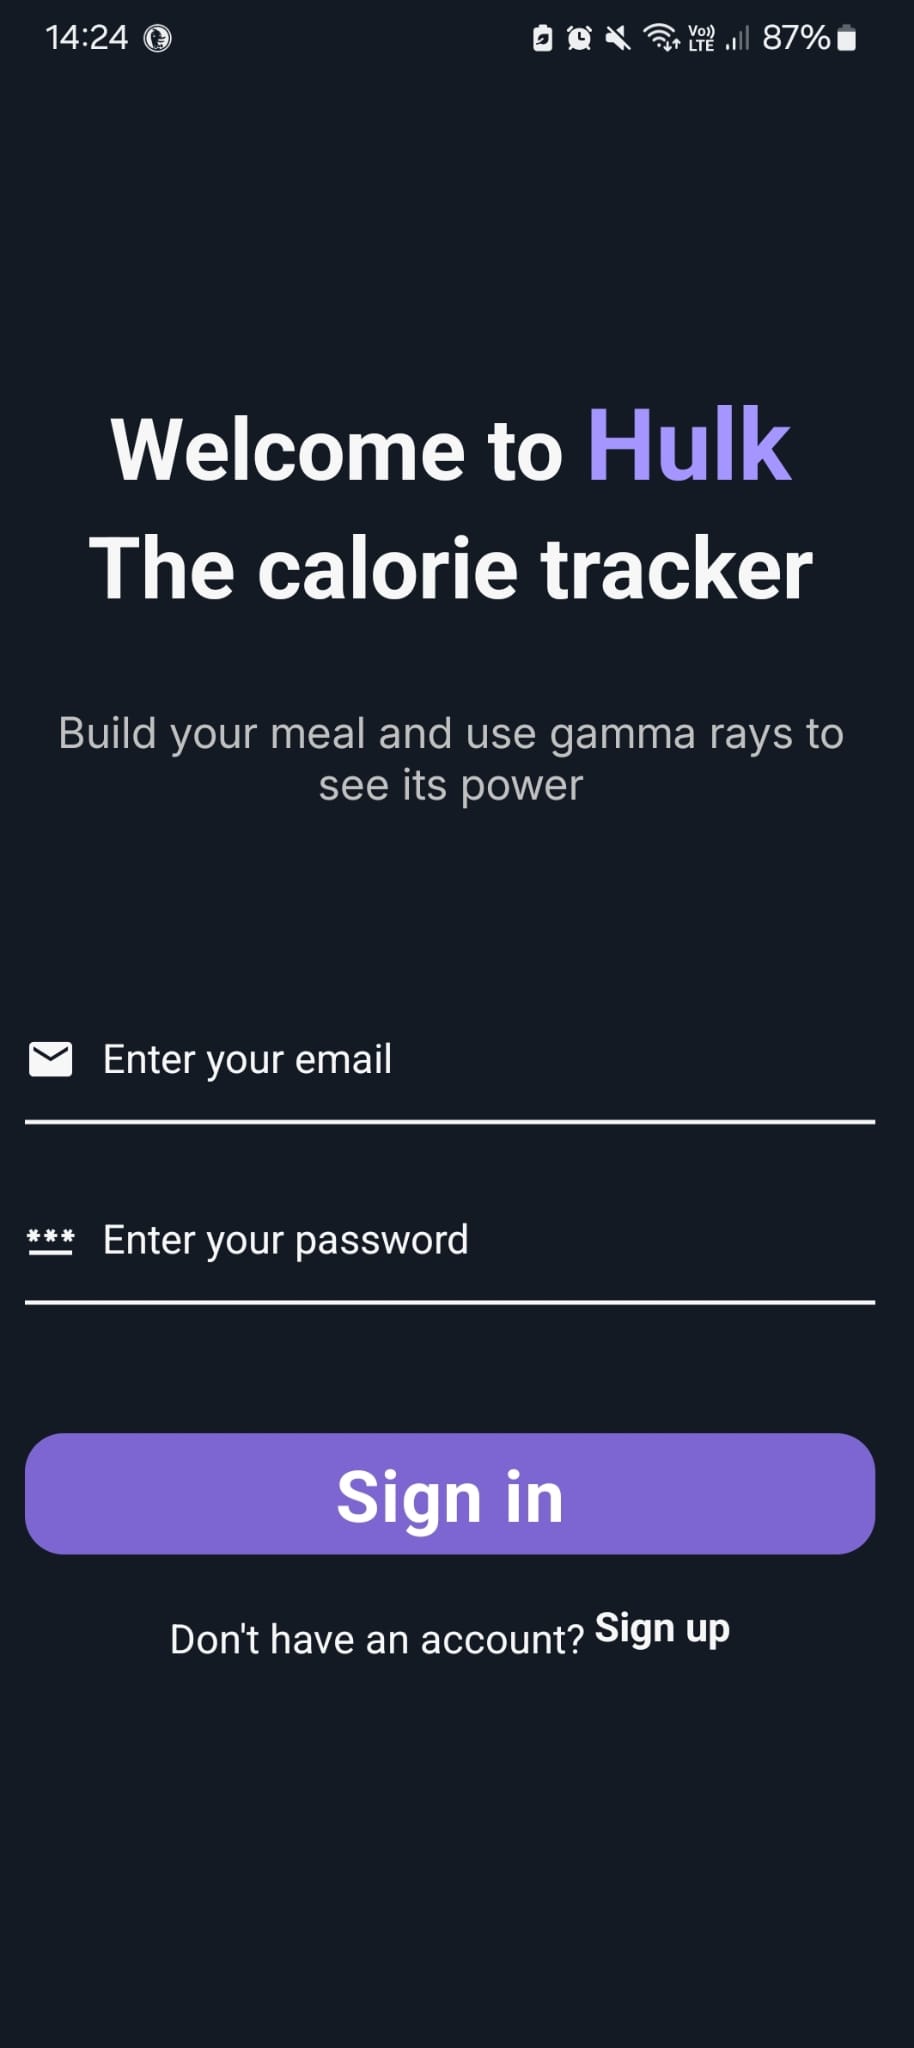 14:24 Vo)) LTE 87%
Welcome to Hulk
The calorie tracker
Build your meal and use gamma rays to
see its power
Enter your email
*** Enter your password
Sign in
Don't have an account? Sign up